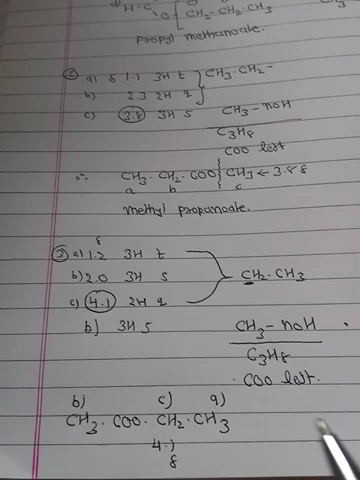 H-C
O CH2-CH2-CH3
Propyl methanoate.
② a) δ 1.1 3H t } CH3.CH2-
b) 2.3 2H q
c) 3.8 3H s CH3 - noH
C3H8
COO left
∴ CH3. CH2. COO CH3 ← 3.8 δ
a b c
methyl propanoate.
δ
③ a) 1.2 3H t
b) 2.0 3H s CH2.CH3
c) 4.1 2H q
b) 3H s CH3 - noH
C3H8
COO left.
b) c) a)
CH3. COO. CH2. CH3
4.1
δ